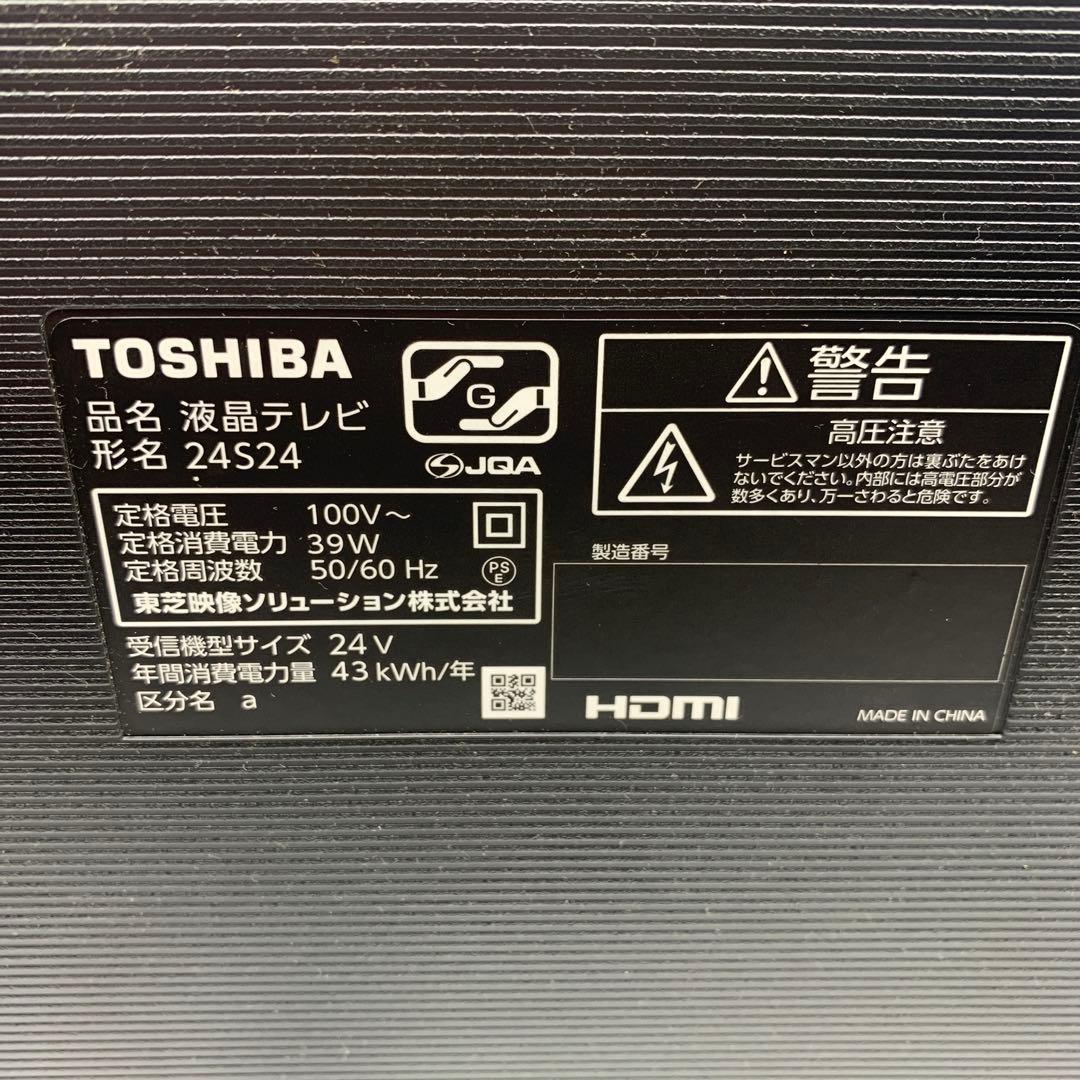 TOSHIBA
品名 液晶テレビ
形名 24S24
G
JQA
定格電圧 100V～
定格消費電力 39W
定格周波数 50/60 Hz
PS
E
東芝映像ソリューション株式会社
受信機型サイズ 24V
年間消費電力量 43kWh/年
区分名 a
警告
高圧注意
サービスマン以外の方は裏ぶたをあけ
ないでください。内部には高電圧部分が
数多くあり、万一さわると危険です。
製造番号
HDMI
MADE IN CHINA